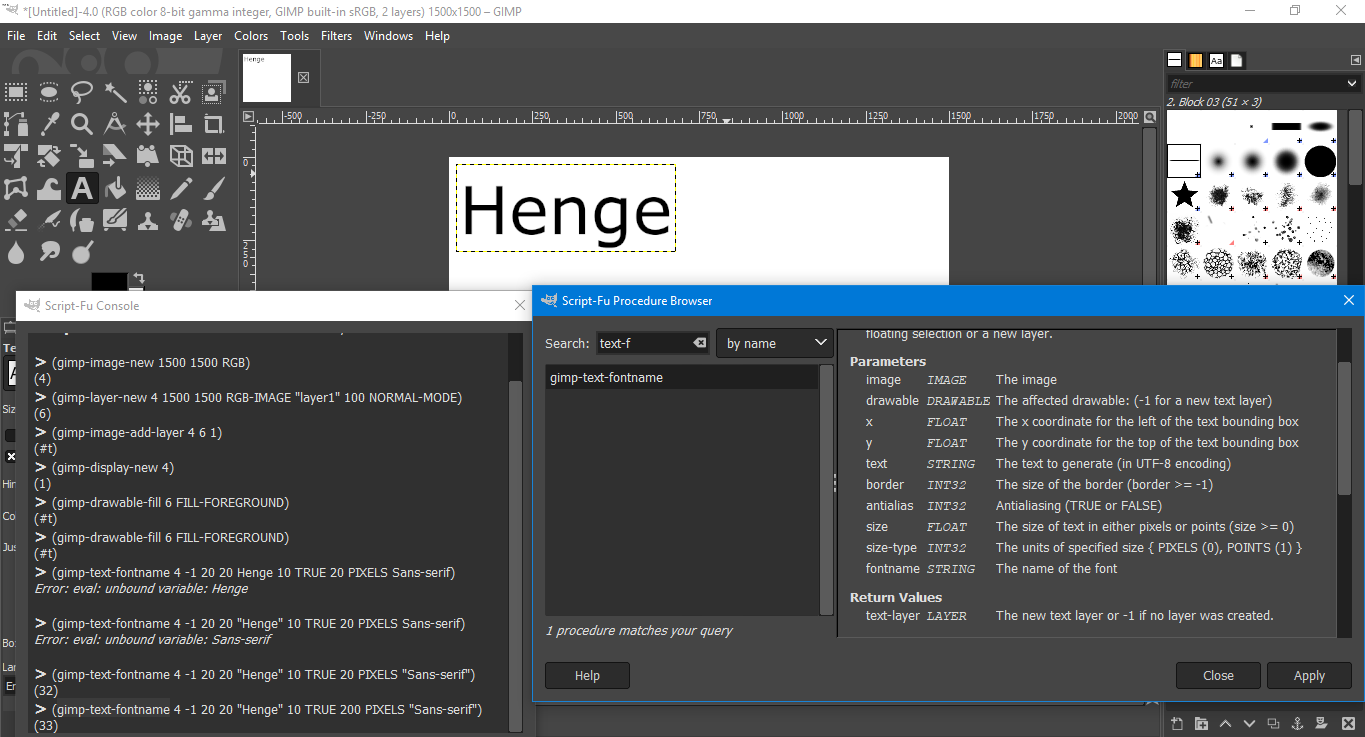 *[Untitled]-4.0 (RGB color 8-bit gamma integer, GIMP built-in sRGB, 2 layers) 1500x1500 – GIMP
File Edit Select View Image Layer Colors Tools Filters Windows Help
Henge
filter
2. Block 03 (51 × 3)
-500 -250 0 250 500 750 1000 1250 1500 1750 2000
0
250
Henge
Script-Fu Console
> (gimp-image-new 1500 1500 RGB)
(4)
> (gimp-layer-new 4 1500 1500 RGB-IMAGE "layer1" 100 NORMAL-MODE)
(6)
> (gimp-image-add-layer 4 6 1)
(#t)
> (gimp-display-new 4)
(1)
> (gimp-drawable-fill 6 FILL-FOREGROUND)
(#t)
> (gimp-drawable-fill 6 FILL-FOREGROUND)
(#t)
> (gimp-text-fontname 4 -1 20 20 Henge 10 TRUE 20 PIXELS Sans-serif)
Error: eval: unbound variable: Henge
> (gimp-text-fontname 4 -1 20 20 "Henge" 10 TRUE 20 PIXELS Sans-serif)
Error: eval: unbound variable: Sans-serif
> (gimp-text-fontname 4 -1 20 20 "Henge" 10 TRUE 20 PIXELS "Sans-serif")
(32)
> (gimp-text-fontname 4 -1 20 20 "Henge" 10 TRUE 200 PIXELS "Sans-serif")
(33)
Script-Fu Procedure Browser
Search: text-f by name
gimp-text-fontname
1 procedure matches your query
floating selection or a new layer.
Parameters
image IMAGE The image
drawable DRAWABLE The affected drawable: (-1 for a new text layer)
x FLOAT The x coordinate for the left of the text bounding box
y FLOAT The y coordinate for the top of the text bounding box
text STRING The text to generate (in UTF-8 encoding)
border INT32 The size of the border (border >= -1)
antialias INT32 Antialiasing (TRUE or FALSE)
size FLOAT The size of text in either pixels or points (size >= 0)
size-type INT32 The units of specified size { PIXELS (0), POINTS (1) }
fontname STRING The name of the font
Return Values
text-layer LAYER The new text layer or -1 if no layer was created.
Help Close Apply